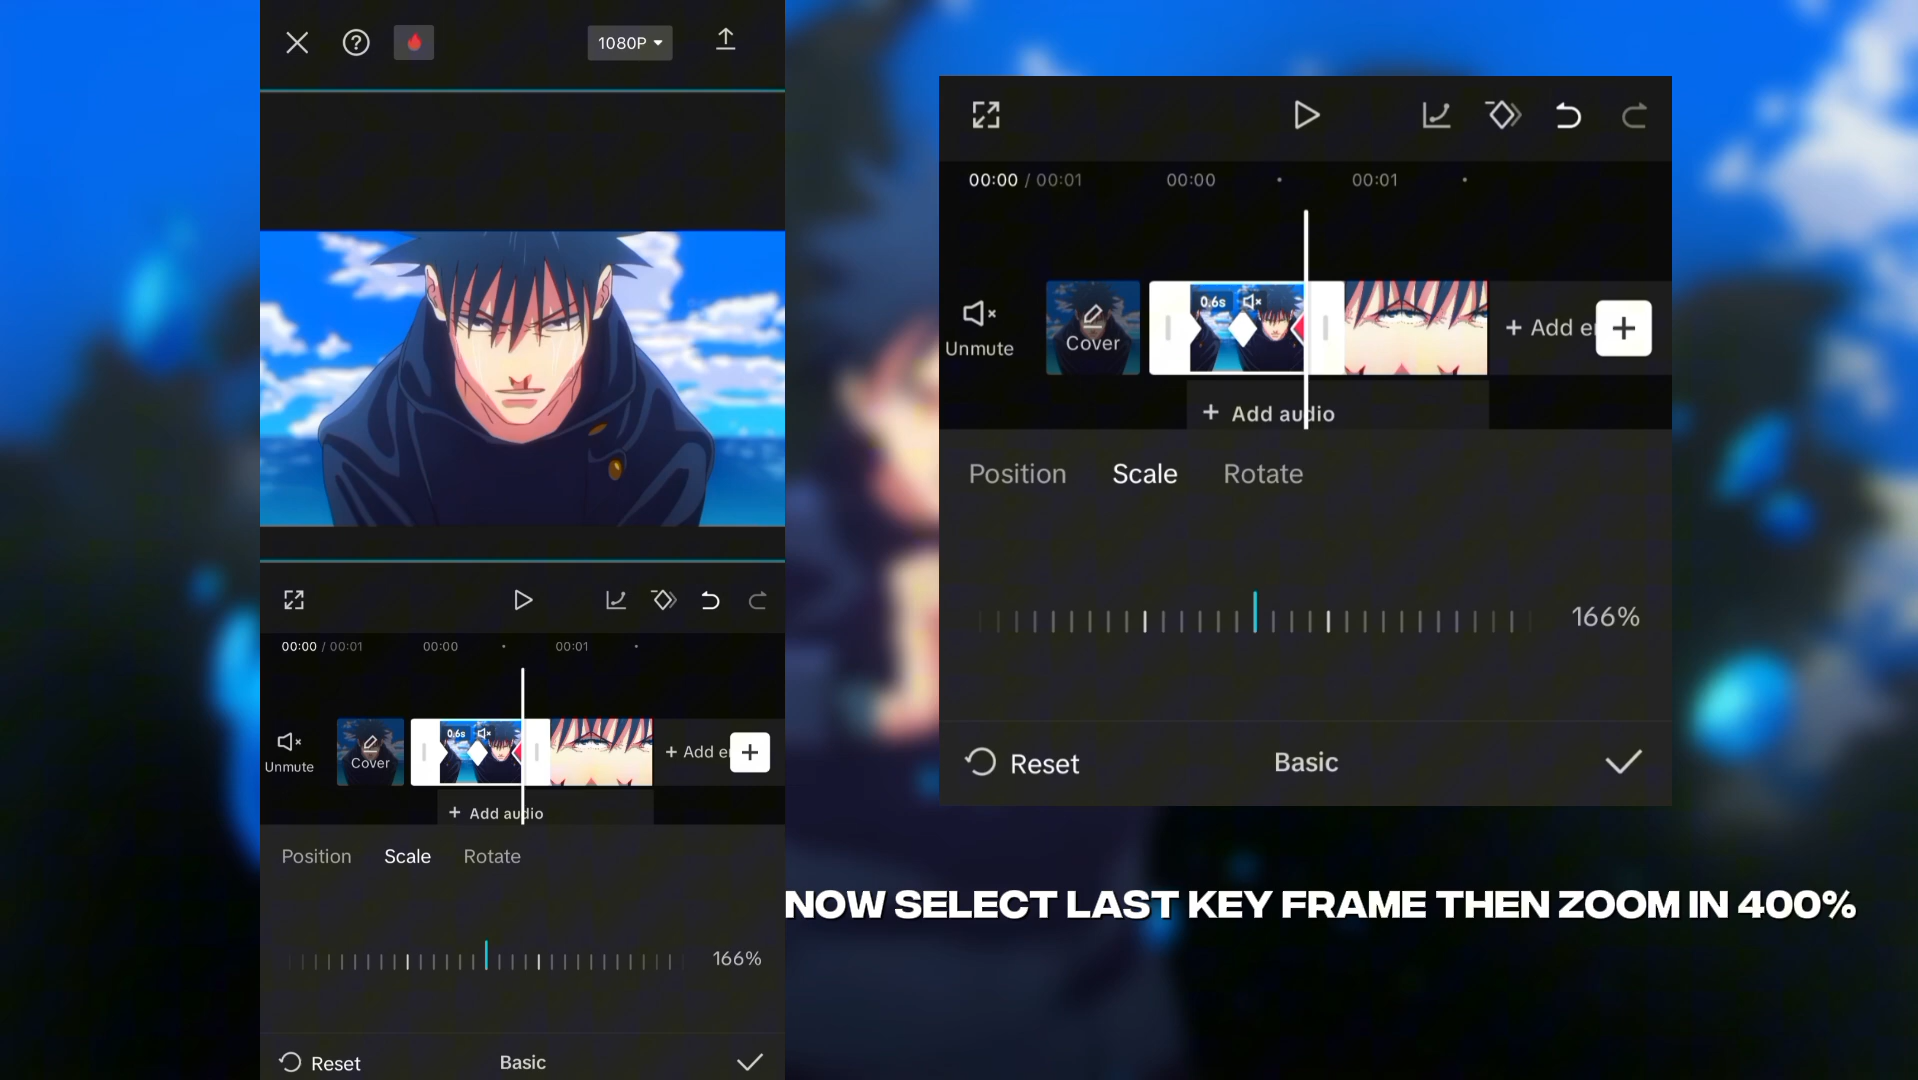 1080P
00:00 / 00:01 00:00 00:01
Unmute
Cover
0.6s
+ Add e
+ Add audio
Position Scale Rotate
166%
Reset Basic
00:00 / 00:01 00:00 00:01
Unmute
Cover
0.6s
+ Add e
+ Add audio
Position Scale Rotate
166%
Reset Basic
NOW SELECT LAST KEY FRAME THEN ZOOM IN 400%